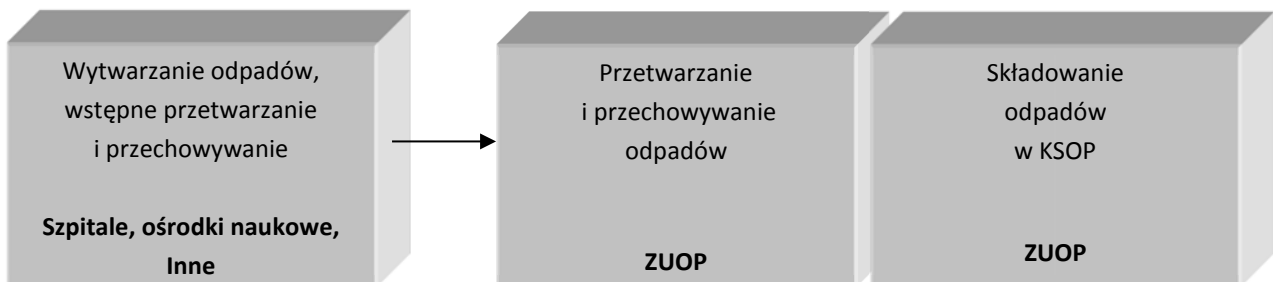 Wytwarzanie odpadów,
wstępne przetwarzanie
i przechowywanie
Szpitale, ośrodki naukowe,
Inne
Przetwarzanie
i przechowywanie
odpadów
ZUOP
Składowanie
odpadów
w KSOP
ZUOP